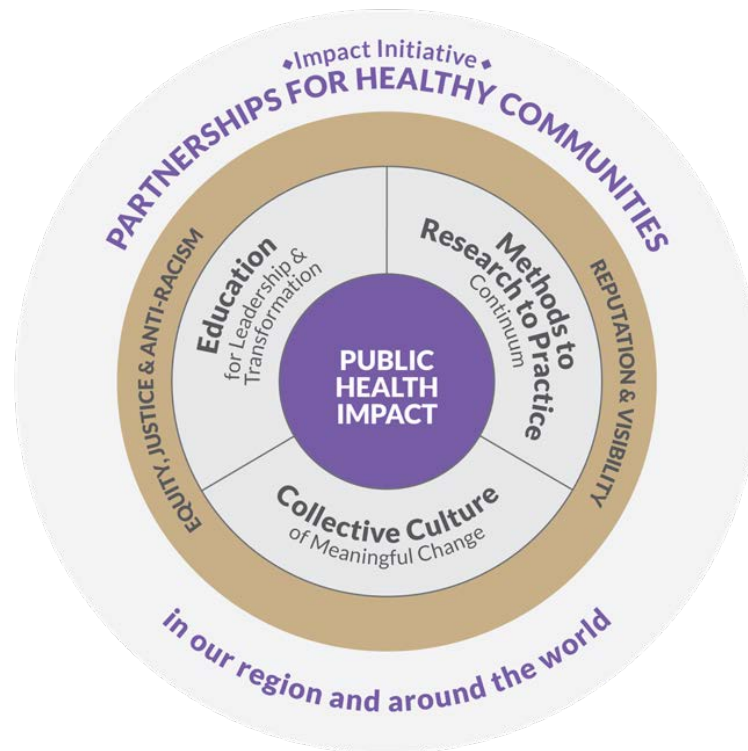 ◆Impact Initiative◆
PARTNERSHIPS FOR HEALTHY COMMUNITIES
EQUITY, JUSTICE & ANTI-RACISM
REPUTATION & VISIBILITY
Education
for Leadership &
Transformation
Methods to
Research to Practice
Continuum
PUBLIC
HEALTH
IMPACT
Collective Culture
of Meaningful Change
in our region and around the world